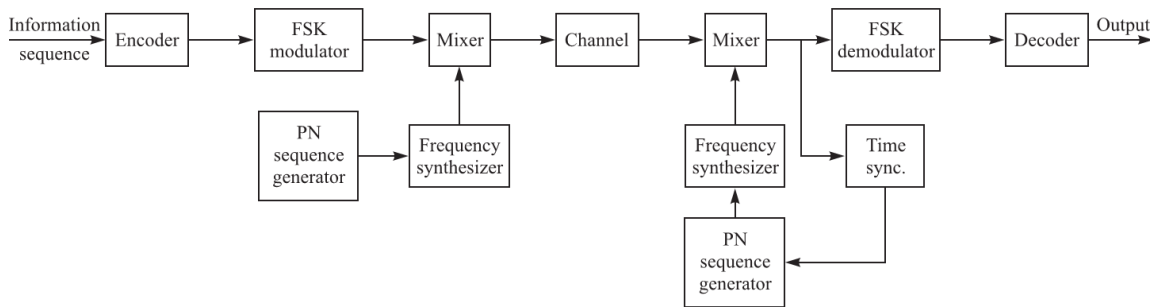 Information
sequence
Encoder
FSK
modulator
Mixer
Channel
Mixer
FSK
demodulator
Decoder
Output
PN
sequence
generator
Frequency
synthesizer
Frequency
synthesizer
Time
sync.
PN
sequence
generator